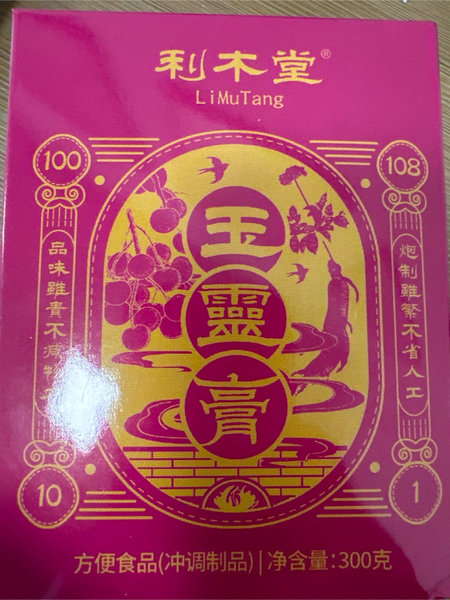 利木堂®
LiMuTang
100
108
玉靈膏
品味雖貴不減物
炮制雖繁不省人工
10
1
方便食品(冲调制品)|净含量:300克